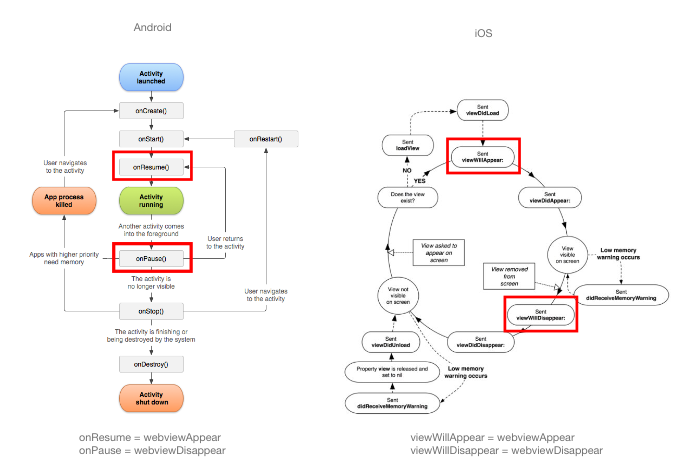 Android
iOS
Activity
launched
onCreate()
onStart()
onRestart()
User navigates
to the activity
onResume()
App process
killed
Activity
running
Another activity comes
into the foreground
User returns
to the activity
onPause()
Apps with higher priority
need memory
The activity is
no longer visible
User navigates
to the activity
onStop()
The activity is finishing or
being destroyed by the system
onDestroy()
Activity
shut down
onResume = webviewAppear
onPause = webviewDisappear
Sent
viewDidLoad
Sent
loadView
Sent
viewWillAppear:
NO
YES
Does the view
exist?
Sent
viewDidAppear:
View asked to
appear on
screen
View
visible
on screen
Low memory
warning occurs
View removed
from
screen
View not
visible
on screen
Sent
didReceiveMemoryWarning
Sent
viewWillDisappear:
Sent
viewDidDisappear:
Sent
viewDidUnload
Low memory
warning occurs
Property view is released and
set to nil.
Sent
didReceiveMemoryWarning
viewWillAppear = webviewAppear
viewWillDisappear = webviewDisappear